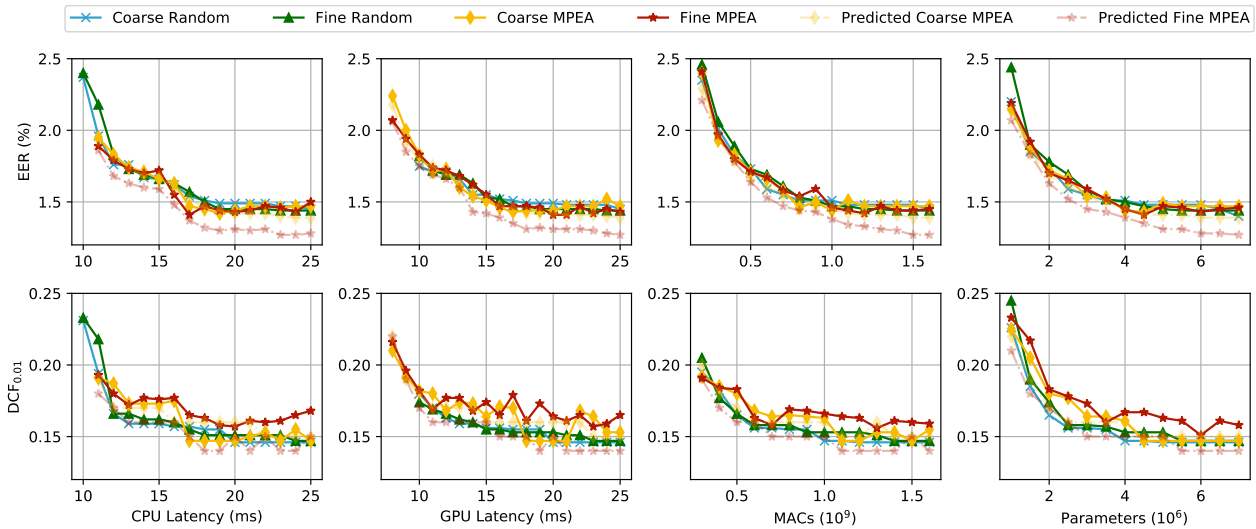 Coarse Random Fine Random Coarse MPEA Fine MPEA Predicted Coarse MPEA Predicted Fine MPEA
EER (%)
2.5
2.0
1.5
10 15 20 25
2.5
2.0
1.5
10 15 20 25
2.5
2.0
1.5
0.5 1.0 1.5
2.5
2.0
1.5
2 4 6
DCF0.01
0.25
0.20
0.15
10 15 20 25
CPU Latency (ms)
0.25
0.20
0.15
10 15 20 25
GPU Latency (ms)
0.25
0.20
0.15
0.5 1.0 1.5
MACs (10⁹)
0.25
0.20
0.15
2 4 6
Parameters (10⁶)